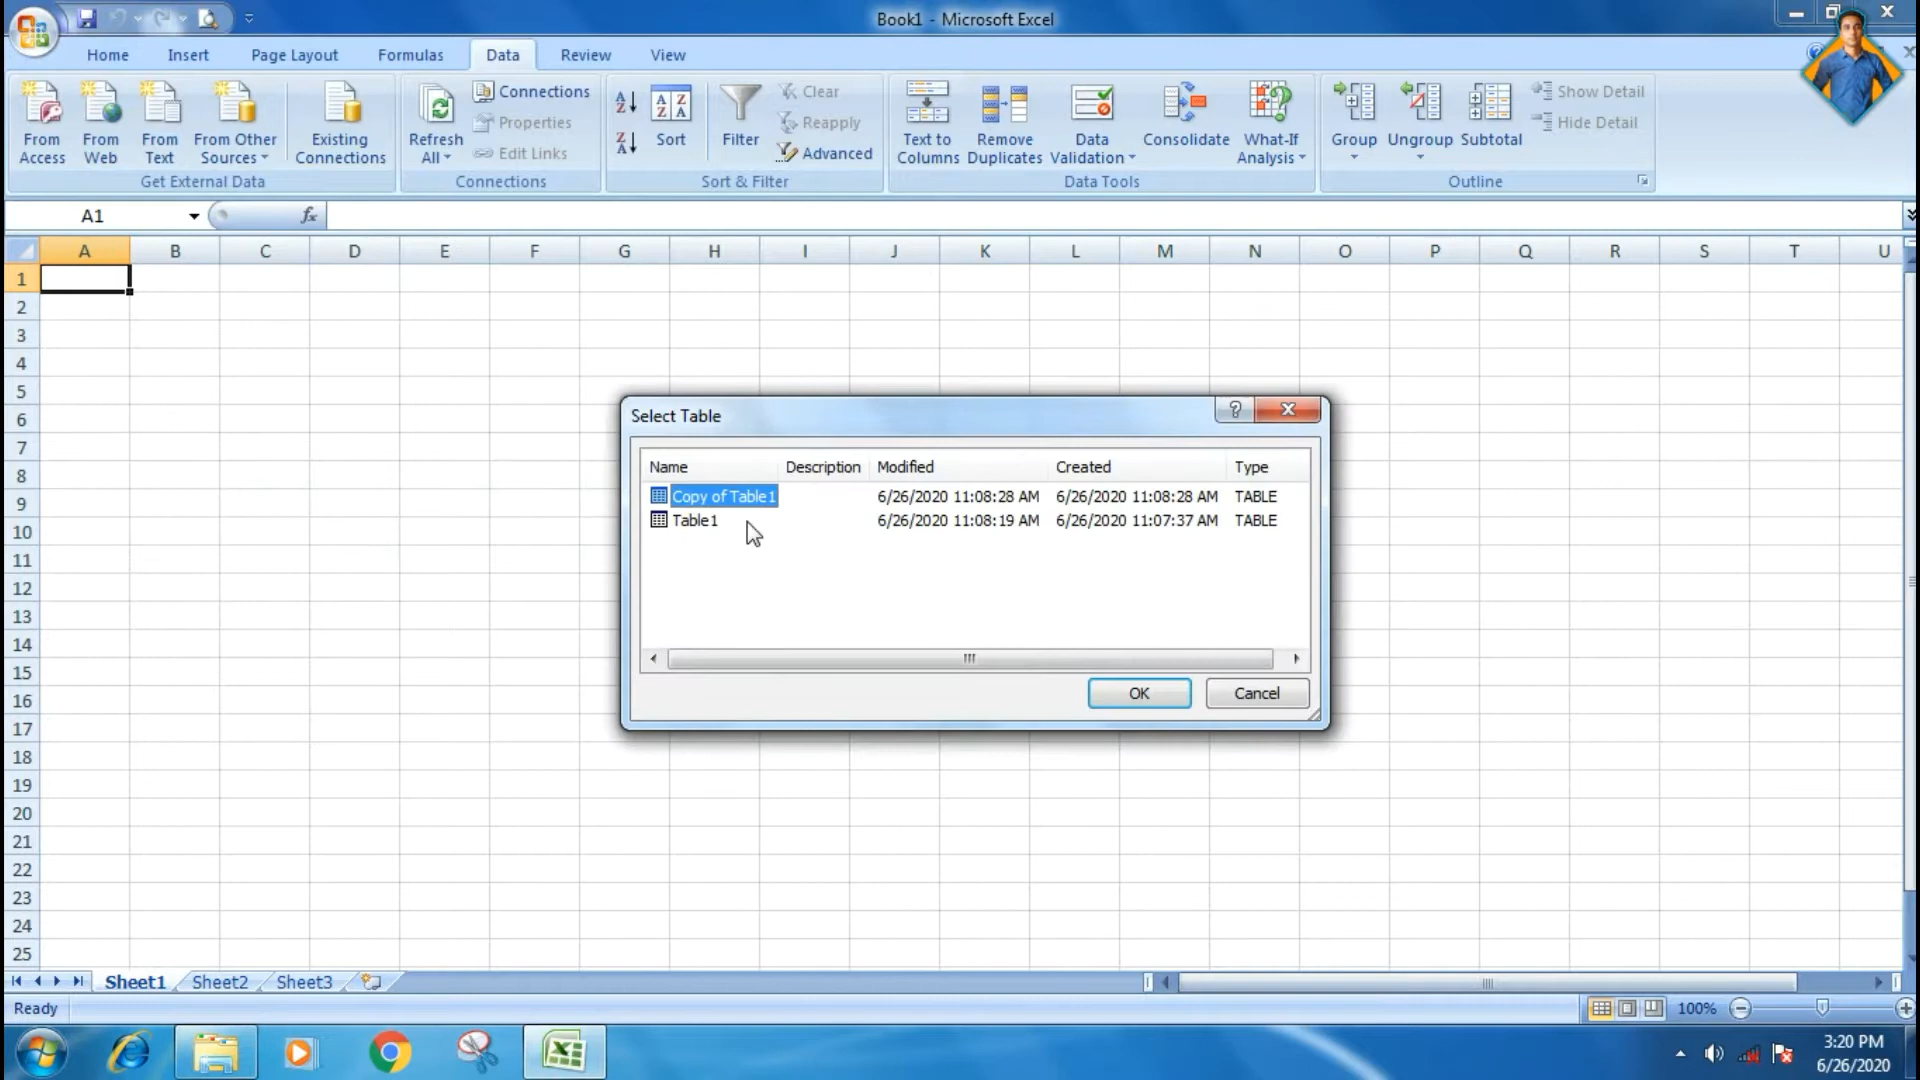 Book1 - Microsoft Excel
Home Insert Page Layout Formulas Data Review View
From Access
From Web
From Text
From Other Sources
Existing Connections
Get External Data
Refresh All
Connections
Properties
Edit Links
Connections
A Z
Z A
Sort
Filter
Clear
Reapply
Advanced
Sort & Filter
Text to Columns
Remove Duplicates
Data Validation
Consolidate
What-If Analysis
Data Tools
Group
Ungroup
Subtotal
Show Detail
Hide Detail
Outline
A1 fx
A B C D E F G H I J K L M N O P Q R S T U
1
2
3
4
5
6
7
8
9
10
11
12
13
14
15
16
17
18
19
20
21
22
23
24
25
Select Table
Name Description Modified Created Type
Copy of Table1 6/26/2020 11:08:28 AM 6/26/2020 11:08:28 AM TABLE
Table1 6/26/2020 11:08:19 AM 6/26/2020 11:07:37 AM TABLE
OK Cancel
Sheet1 Sheet2 Sheet3
Ready 100%
3:20 PM
6/26/2020